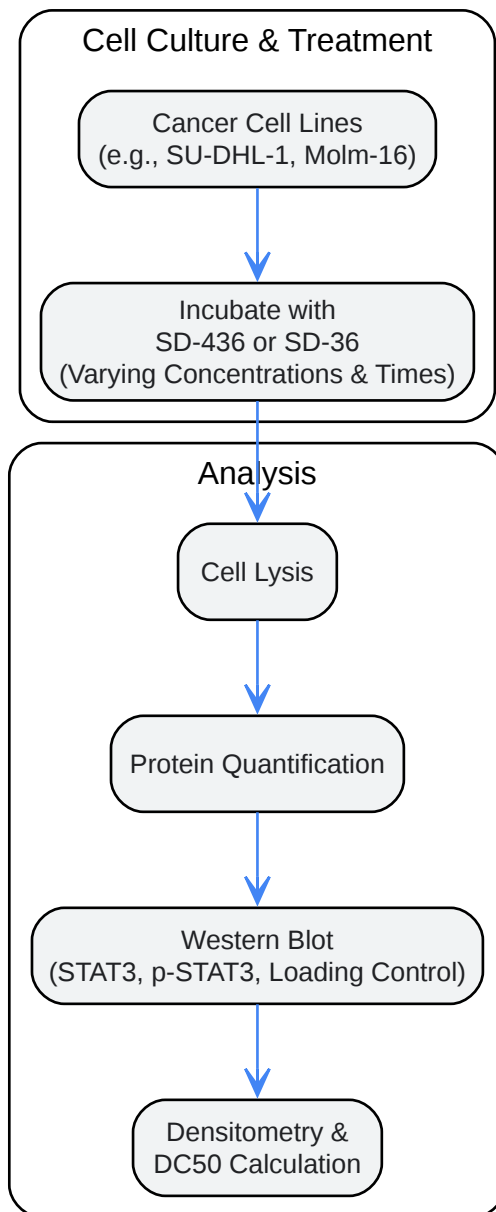 Cell Culture & Treatment
Cancer Cell Lines
(e.g., SU-DHL-1, Molm-16)
Incubate with
SD-436 or SD-36
(Varying Concentrations & Times)
Analysis
Cell Lysis
Protein Quantification
Western Blot
(STAT3, p-STAT3, Loading Control)
Densitometry &
DC50 Calculation